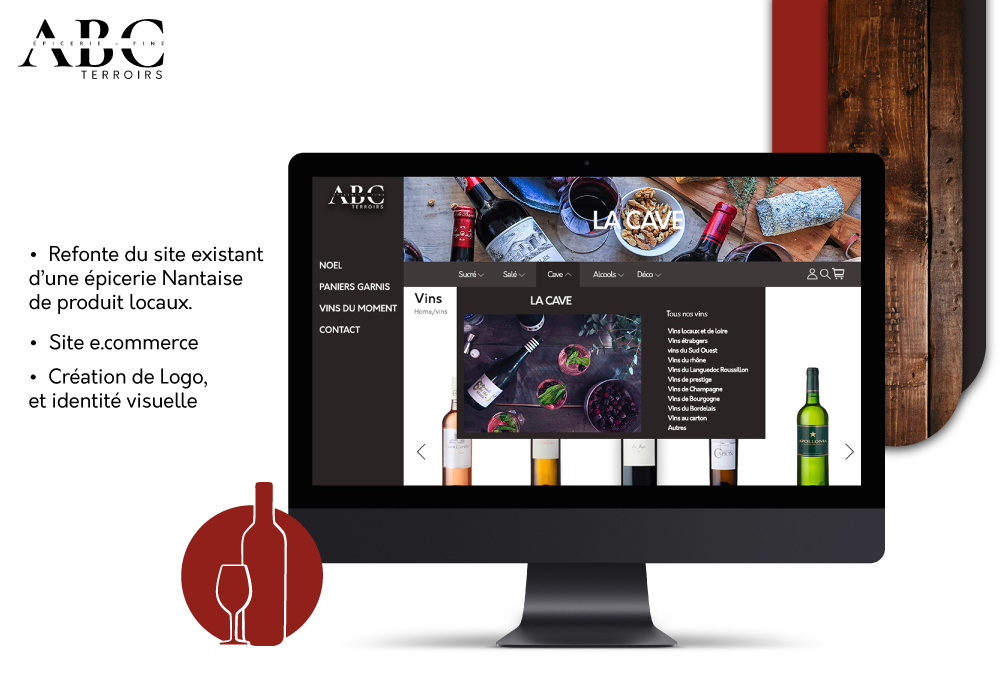 ABC
ÉPICERIE - FINE
TERROIRS
• Refonte du site existant
d'une épicerie Nantaise
de produit locaux.
• Site e.commerce
• Création de Logo,
et identité visuelle
ABC
TERROIRS
LA CAVE
NOEL
PANIERS GARNIS
VINS DU MOMENT
CONTACT
Sucré Salé Cave Alcools Déco
Vins
Home/vins
LA CAVE
Tous nos vins
Vins locaux et de loire
Vins étrabgers
vins du Sud Ouest
Vins du rhône
Vins du Languedoc Roussillon
Vins de prestige
Vins de Champagne
Vins de Bourgogne
Vins du Bordelais
Vins au carton
Autres
APOLLONIA